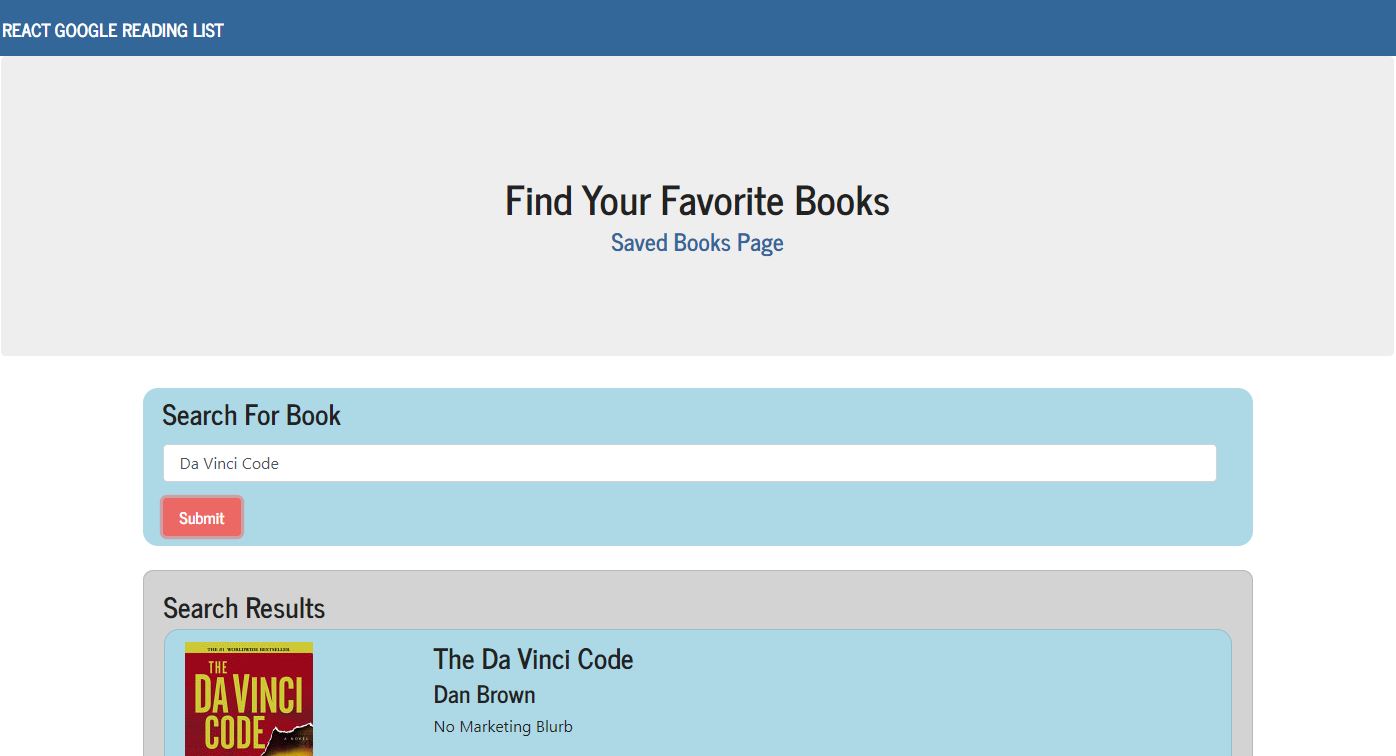 REACT GOOGLE READING LIST
Find Your Favorite Books
Saved Books Page
Search For Book
Da Vinci Code
Submit
Search Results
THE #1 WORLDWIDE BESTSELLER
THE
DA VINCI
CODE
A NOVEL
The Da Vinci Code
Dan Brown
No Marketing Blurb